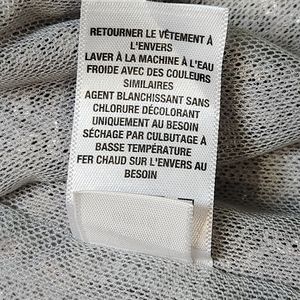 RETOURNER LE VÊTEMENT À
L'ENVERS
LAVER À LA MACHINE À L'EAU
FROIDE AVEC DES COULEURS
SIMILAIRES
AGENT BLANCHISSANT SANS
CHLORURE DÉCOLORANT
UNIQUEMENT AU BESOIN
SÉCHAGE PAR CULBUTAGE À
BASSE TEMPÉRATURE
FER CHAUD SUR L'ENVERS AU
BESOIN